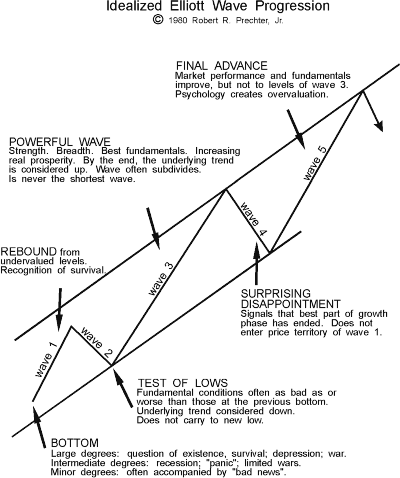 Idealized Elliott Wave Progression
© 1980 Robert R. Prechter, Jr.
FINAL ADVANCE
Market performance and fundamentals
improve, but not to levels of wave 3.
Psychology creates overvaluation.
POWERFUL WAVE
Strength. Breadth. Best fundamentals. Increasing
real prosperity. By the end, the underlying trend
is considered up. Wave often subdivides.
Is never the shortest wave.
wave 5
wave 4
wave 3
REBOUND from
undervalued levels.
Recognition of survival.
SURPRISING
DISAPPOINTMENT
Signals that best part of growth
phase has ended. Does not
enter price territory of wave 1.
wave 1
wave 2
TEST OF LOWS
Fundamental conditions often as bad as or
worse than those at the previous bottom.
Underlying trend considered down.
Does not carry to new low.
BOTTOM
Large degrees: question of existence, survival; depression; war.
Intermediate degrees: recession; "panic"; limited wars.
Minor degrees: often accompanied by "bad news".